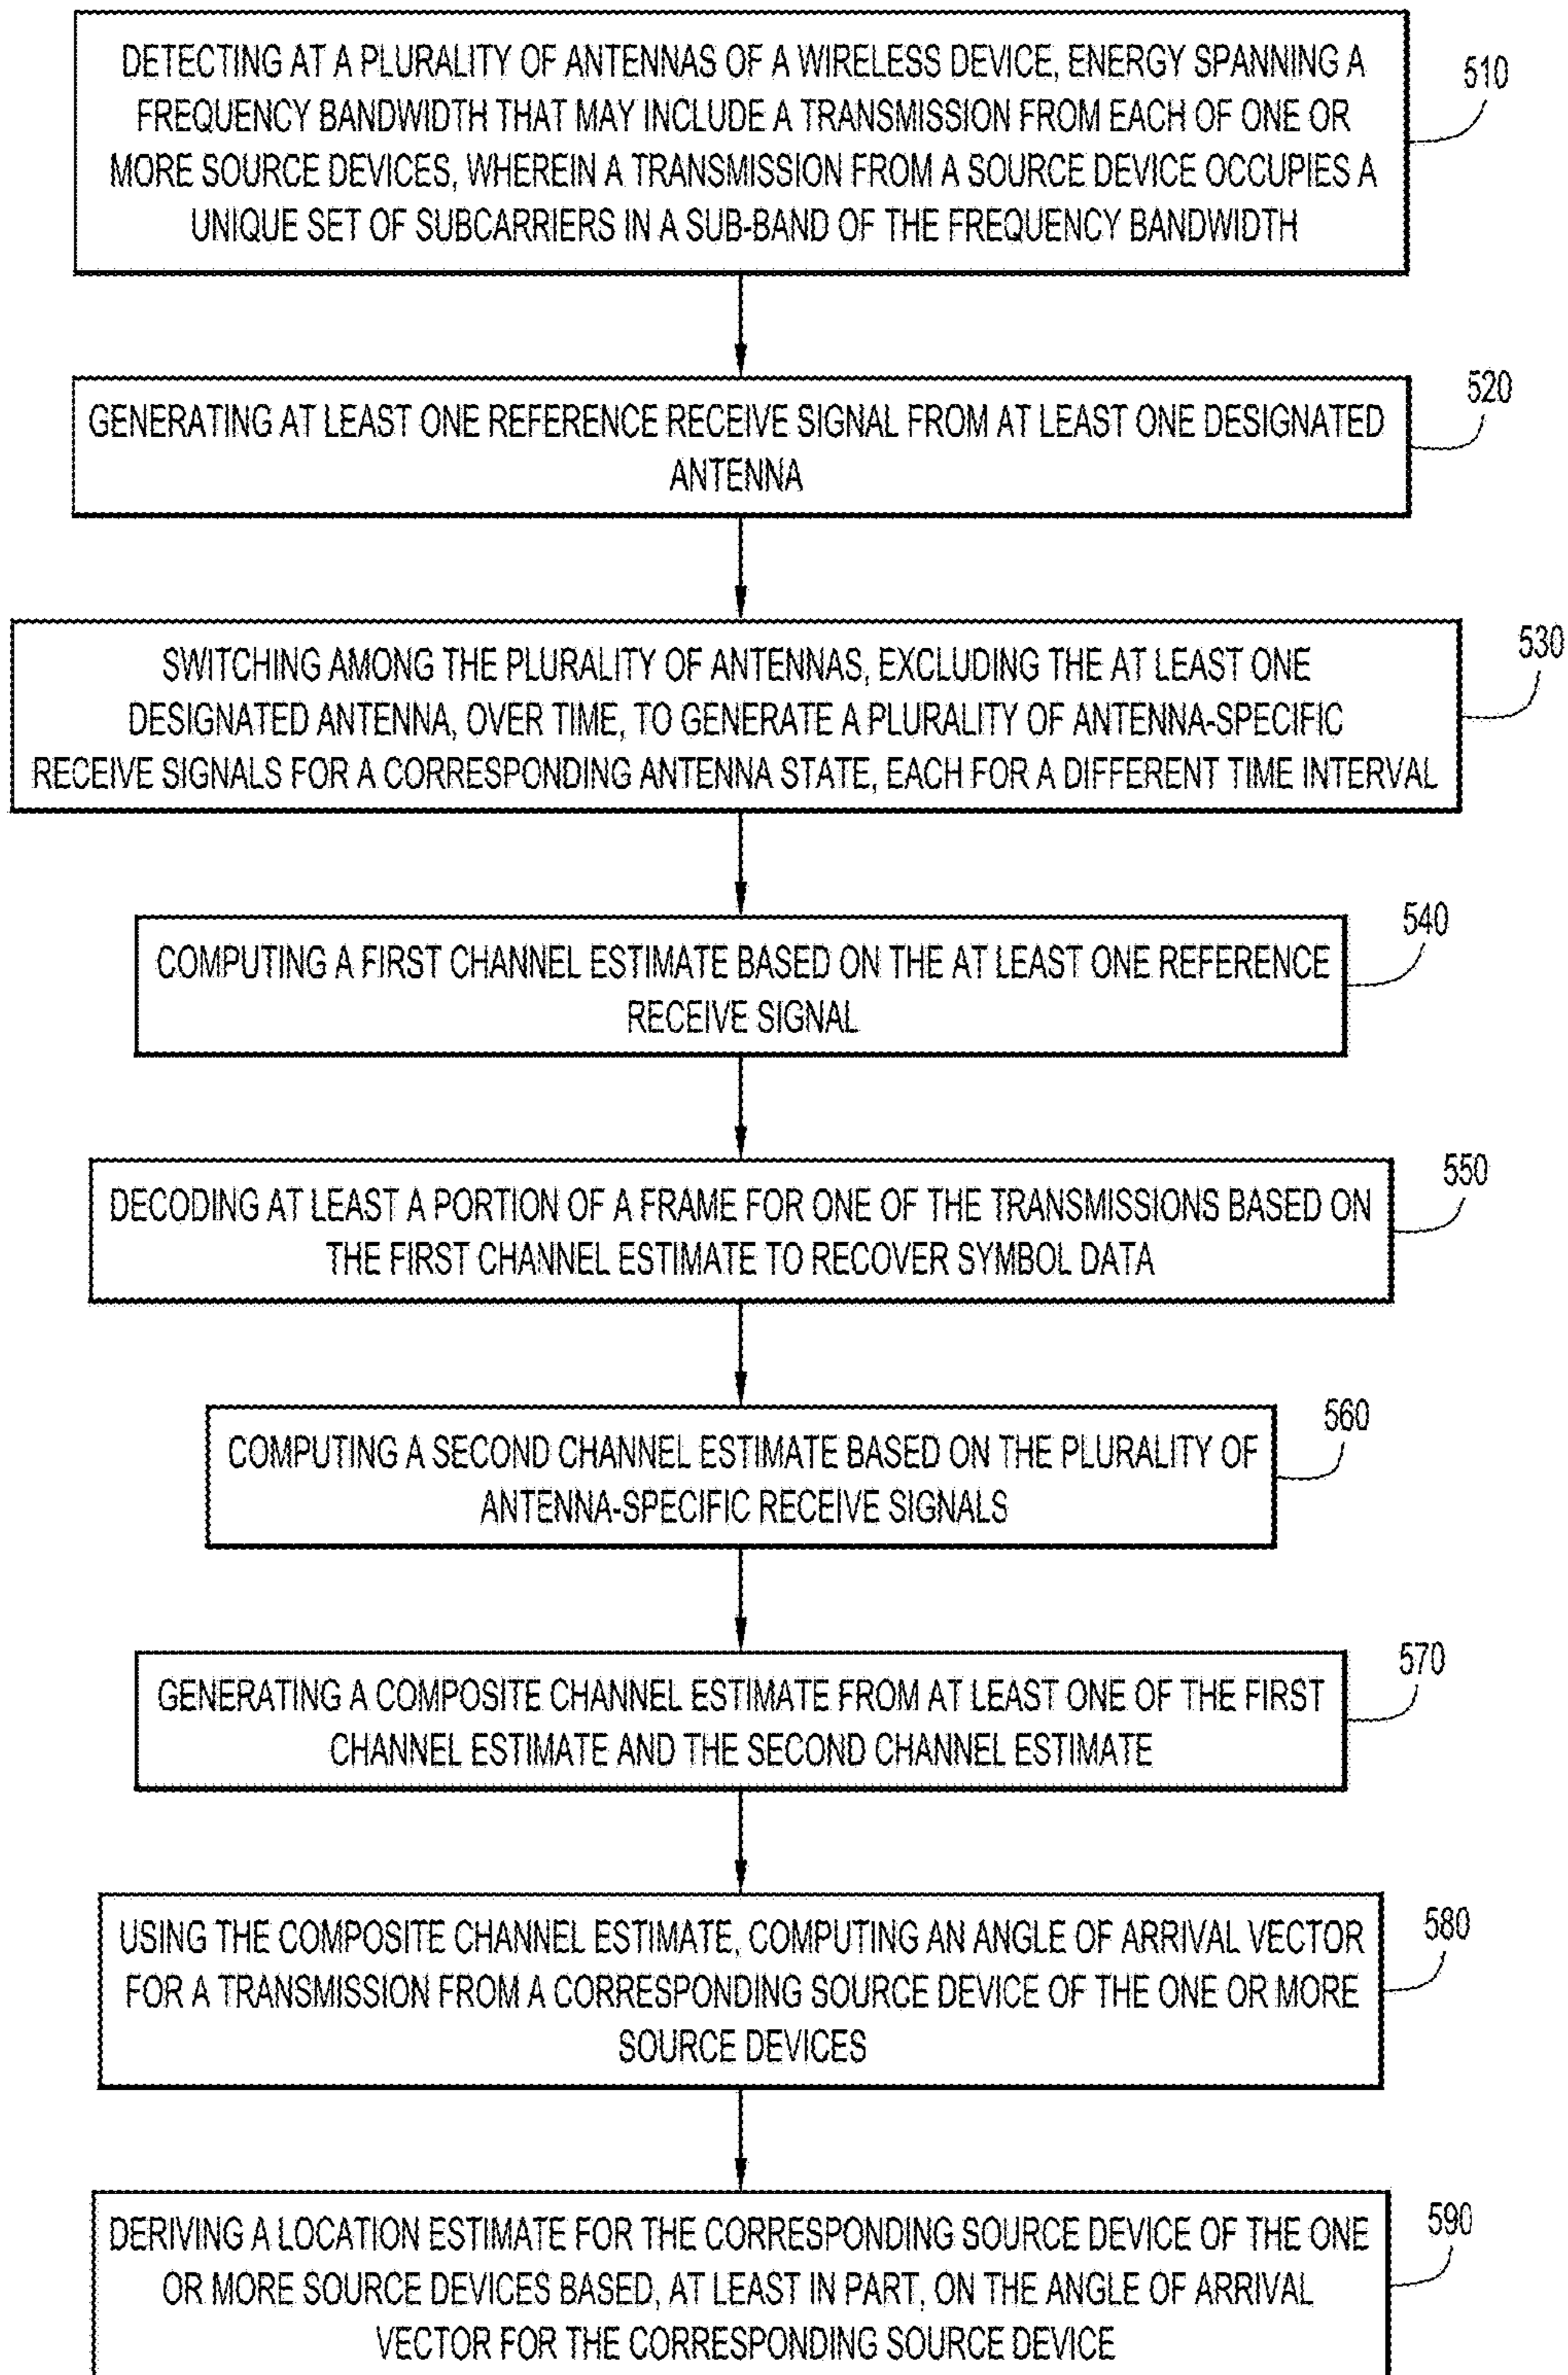 DETECTING AT A PLURALITY OF ANTENNAS OF A WIRELESS DEVICE, ENERGY SPANNING A
FREQUENCY BANDWIDTH THAT MAY INCLUDE A TRANSMISSION FROM EACH OF ONE OR
MORE SOURCE DEVICES, WHEREIN A TRANSMISSION FROM A SOURCE DEVICE OCCUPIES A
UNIQUE SET OF SUBCARRIERS IN A SUB-BAND OF THE FREQUENCY BANDWIDTH
510
GENERATING AT LEAST ONE REFERENCE RECEIVE SIGNAL FROM AT LEAST ONE DESIGNATED
ANTENNA
520
SWITCHING AMONG THE PLURALITY OF ANTENNAS, EXCLUDING THE AT LEAST ONE
DESIGNATED ANTENNA, OVER TIME, TO GENERATE A PLURALITY OF ANTENNA-SPECIFIC
RECEIVE SIGNALS FOR A CORRESPONDING ANTENNA STATE, EACH FOR A DIFFERENT TIME INTERVAL
530
COMPUTING A FIRST CHANNEL ESTIMATE BASED ON THE AT LEAST ONE REFERENCE
RECEIVE SIGNAL
540
DECODING AT LEAST A PORTION OF A FRAME FOR ONE OF THE TRANSMISSIONS BASED ON
THE FIRST CHANNEL ESTIMATE TO RECOVER SYMBOL DATA
550
COMPUTING A SECOND CHANNEL ESTIMATE BASED ON THE PLURALITY OF
ANTENNA-SPECIFIC RECEIVE SIGNALS
560
GENERATING A COMPOSITE CHANNEL ESTIMATE FROM AT LEAST ONE OF THE FIRST
CHANNEL ESTIMATE AND THE SECOND CHANNEL ESTIMATE
570
USING THE COMPOSITE CHANNEL ESTIMATE, COMPUTING AN ANGLE OF ARRIVAL VECTOR
FOR A TRANSMISSION FROM A CORRESPONDING SOURCE DEVICE OF THE ONE OR MORE
SOURCE DEVICES
580
DERIVING A LOCATION ESTIMATE FOR THE CORRESPONDING SOURCE DEVICE OF THE ONE
OR MORE SOURCE DEVICES BASED, AT LEAST IN PART, ON THE ANGLE OF ARRIVAL
VECTOR FOR THE CORRESPONDING SOURCE DEVICE
590